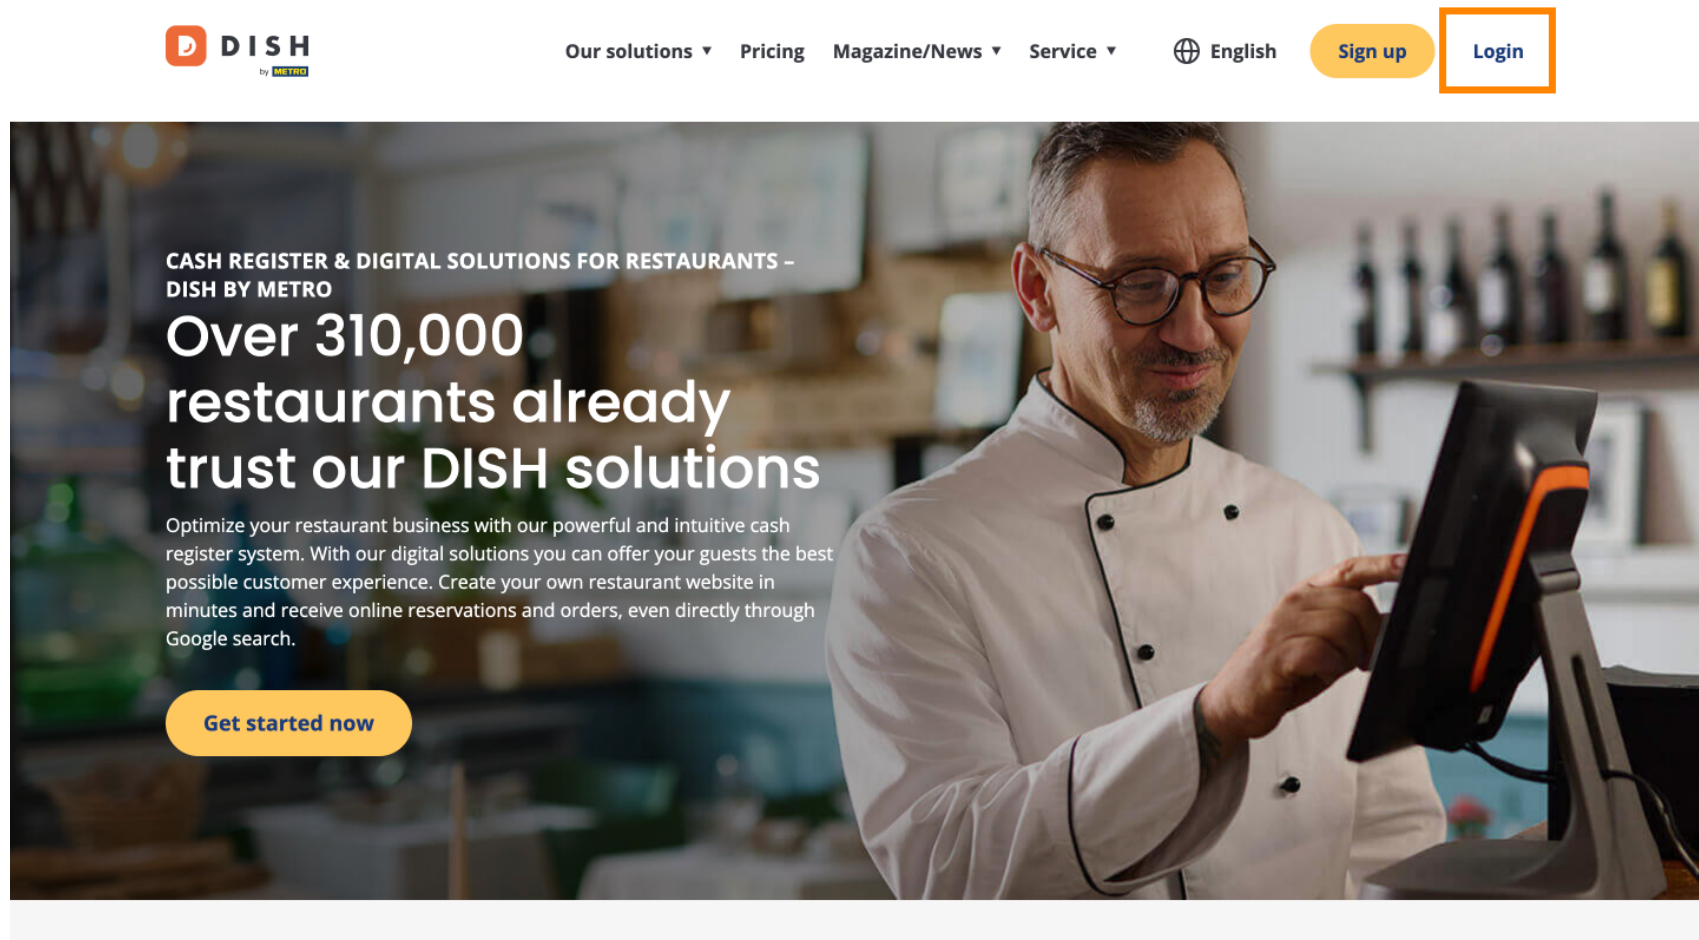 DISH
by METRO
Our solutions ▼ Pricing Magazine/News ▼ Service ▼ English Sign up Login
CASH REGISTER & DIGITAL SOLUTIONS FOR RESTAURANTS –
DISH BY METRO
Over 310,000
restaurants already
trust our DISH solutions
Optimize your restaurant business with our powerful and intuitive cash
register system. With our digital solutions you can offer your guests the best
possible customer experience. Create your own restaurant website in
minutes and receive online reservations and orders, even directly through
Google search.
Get started now